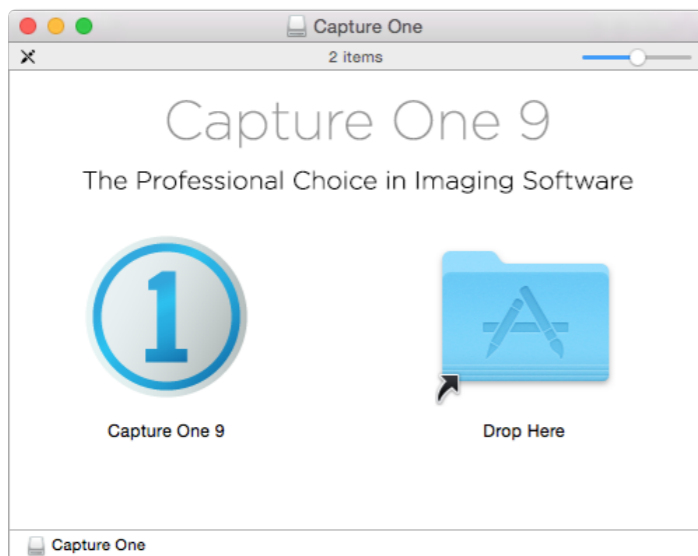 Capture One
2 items
Capture One 9
The Professional Choice in Imaging Software
1
Capture One 9
Drop Here
Capture One